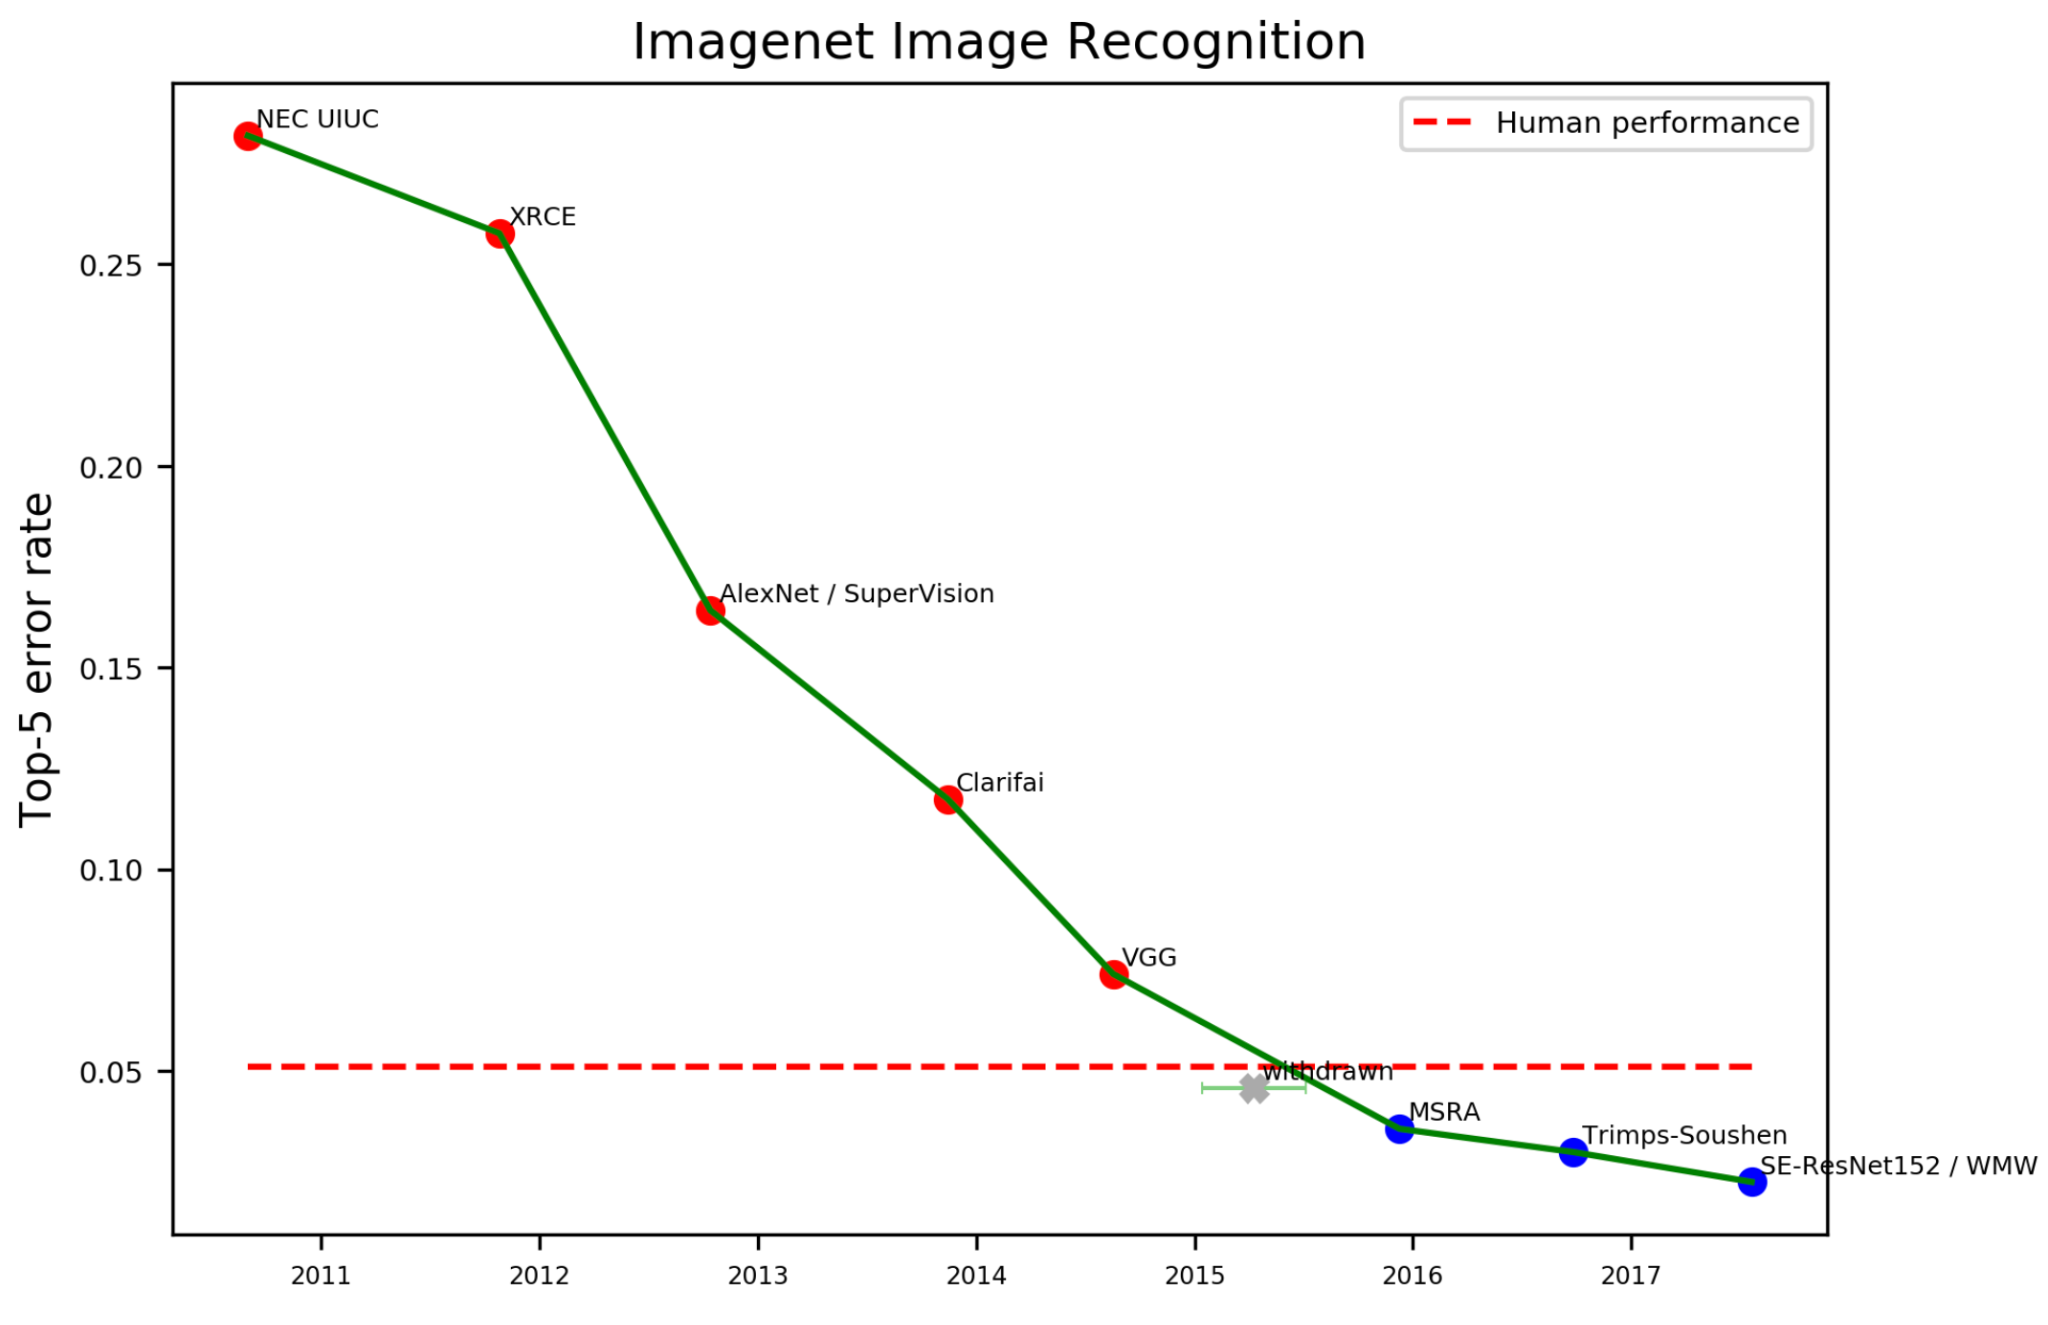 Imagenet Image Recognition
Human performance
NEC UIUC
XRCE
0.25
0.20
AlexNet / SuperVision
0.15
Clarifai
0.10
VGG
0.05
withdrawn
MSRA
Trimps-Soushen
SE-ResNet152 / WMW
Top-5 error rate
2011 2012 2013 2014 2015 2016 2017